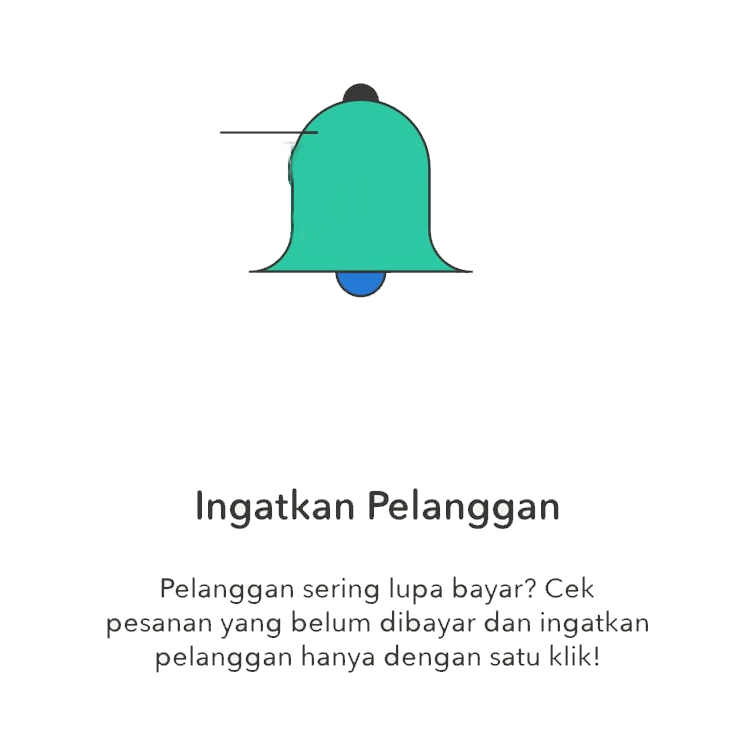 Ingatkan Pelanggan
Pelanggan sering lupa bayar? Cek
pesanan yang belum dibayar dan ingatkan
pelanggan hanya dengan satu klik!